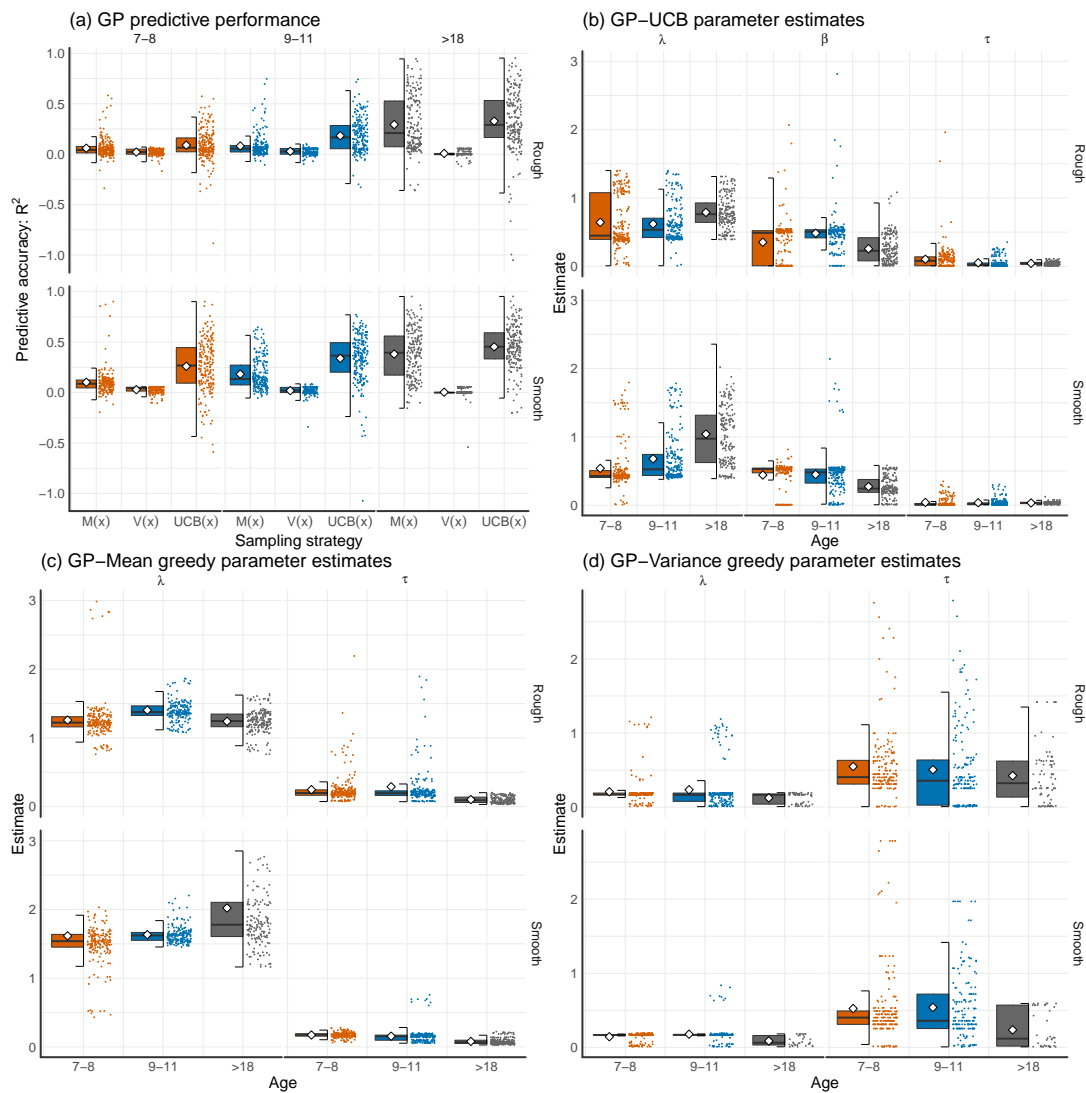 (a) GP predictive performance
7−8 9−11 >18
1.0
0.5
0.0
−0.5
−1.0
Rough
1.0
0.5
0.0
−0.5
−1.0
Smooth
Predictive accuracy: R²
M(x) V(x) UCB(x) M(x) V(x) UCB(x) M(x) V(x) UCB(x)
Sampling strategy
(b) GP−UCB parameter estimates
λ β τ
3
2
1
0
Rough
3
2
1
0
Smooth
Estimate
7−8 9−11 >18 7−8 9−11 >18 7−8 9−11 >18
Age
(c) GP−Mean greedy parameter estimates
λ τ
3
2
1
0
Rough
3
2
1
0
Smooth
Estimate
7−8 9−11 >18 7−8 9−11 >18
Age
(d) GP−Variance greedy parameter estimates
λ τ
2
1
0
Rough
2
1
0
Smooth
Estimate
7−8 9−11 >18 7−8 9−11 >18
Age